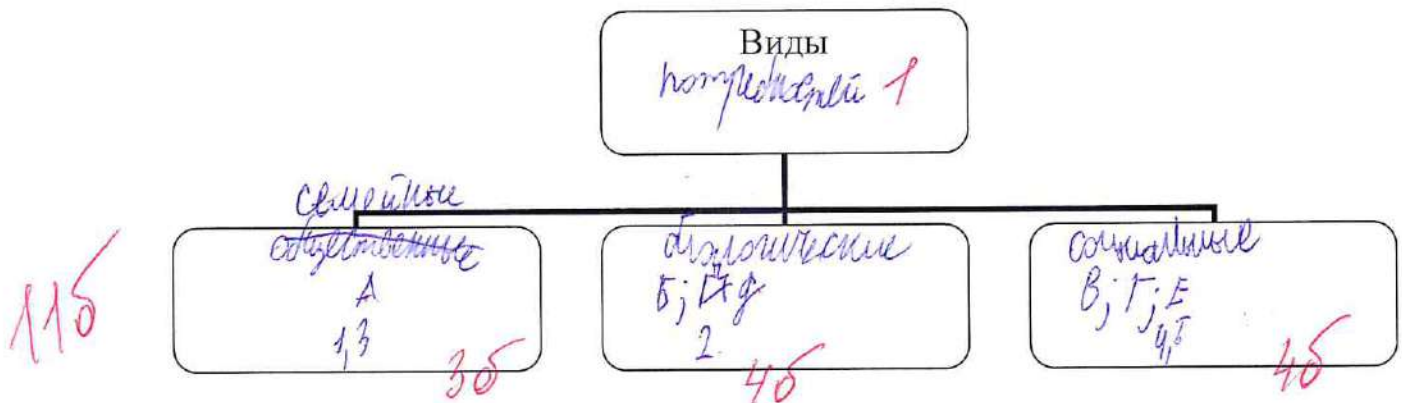 Виды
потребностей 1
семейные
общественные
А
1,3
3б
биологические
Б; Д
2
4б
социальные
В; Г; Е
4,5
4б
11б